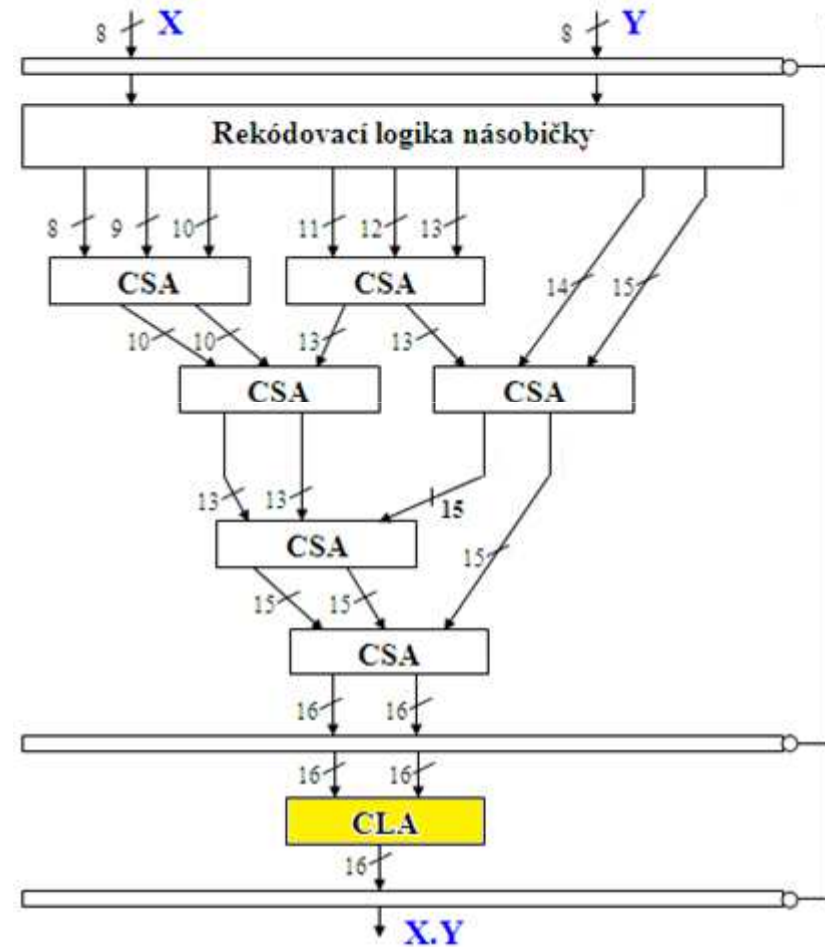 8 X 8 Y
Rekódovací logika násobičky
8 9 10 11 12 13 14 15
CSA CSA
10 10 13 13
CSA CSA
13 13 15
CSA 15
15 15
CSA
16 16
16 16
CLA
16
X.Y